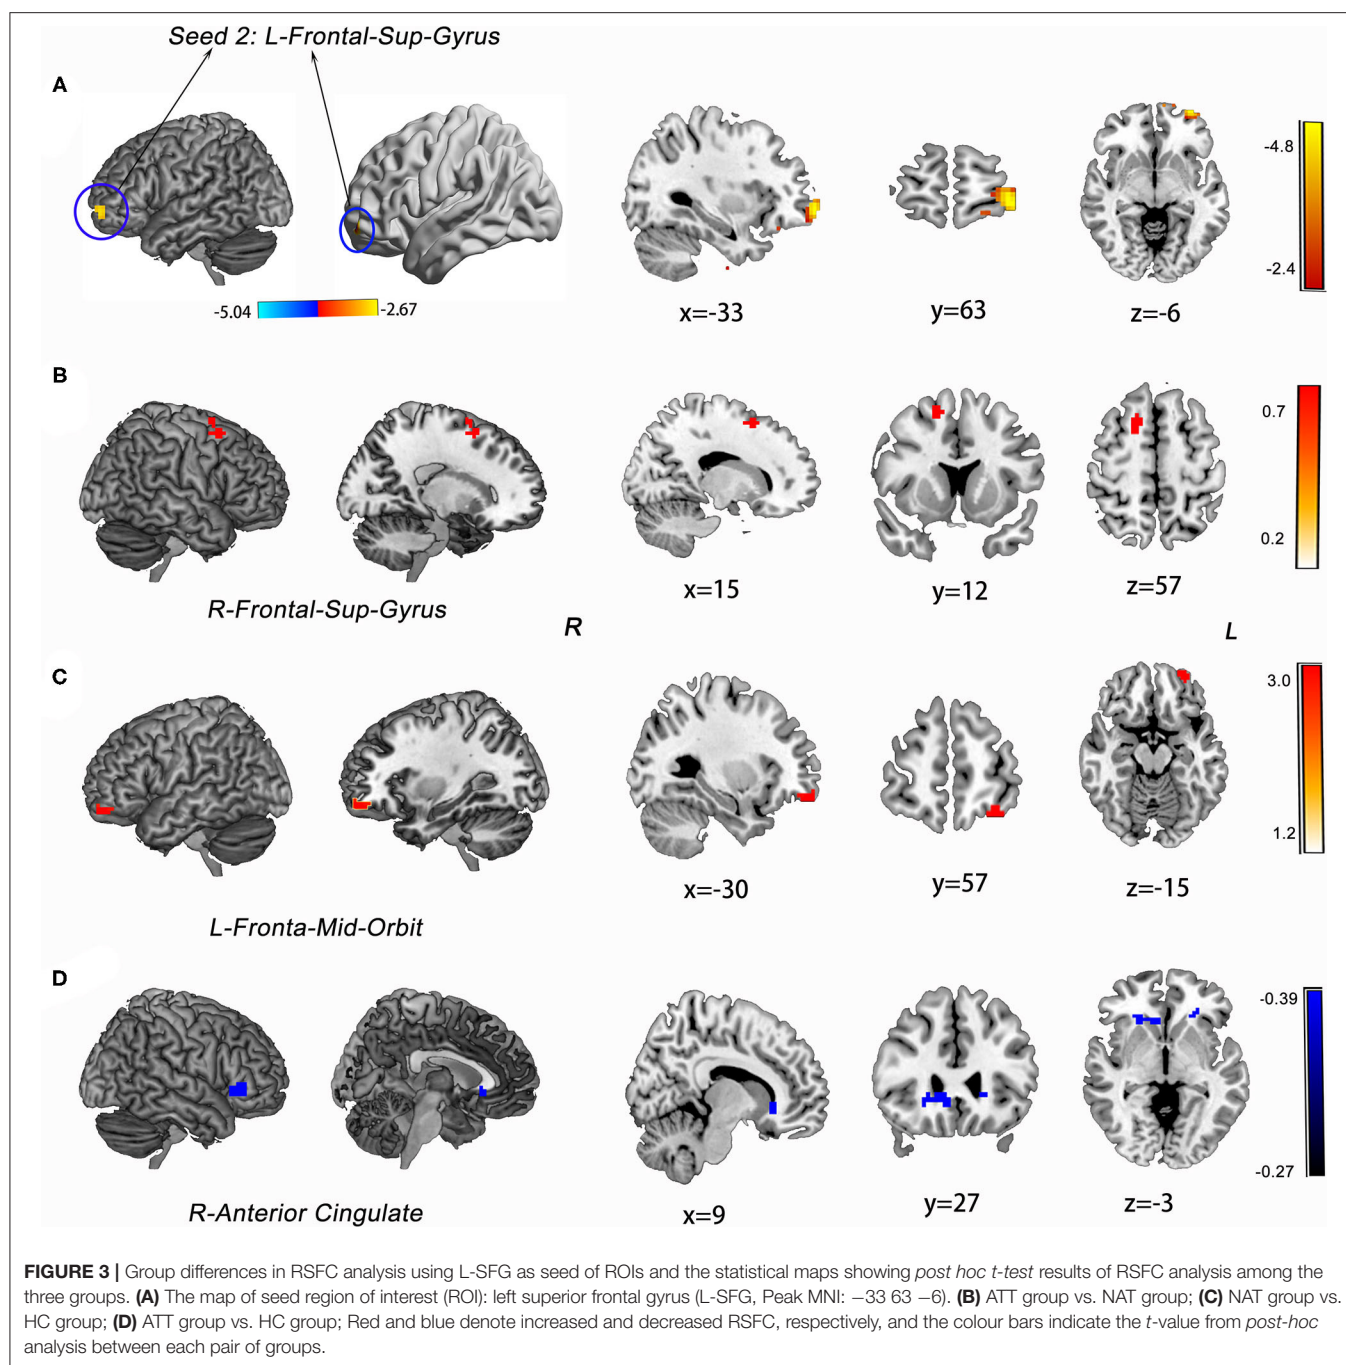 Seed 2: L-Frontal-Sup-Gyrus
A
-4.8
-2.4
-5.04
-2.67
x=-33
y=63
z=-6
B
0.7
0.2
x=15
y=12
z=57
R-Frontal-Sup-Gyrus
R
L
C
3.0
1.2
x=-30
y=57
z=-15
L-Fronta-Mid-Orbit
D
-0.39
-0.27
x=9
y=27
z=-3
R-Anterior Cingulate
FIGURE 3 | Group differences in RSFC analysis using L-SFG as seed of ROIs and the statistical maps showing post hoc t-test results of RSFC analysis among the
three groups. (A) The map of seed region of interest (ROI): left superior frontal gyrus (L-SFG, Peak MNI: −33 63 −6). (B) ATT group vs. NAT group; (C) NAT group vs.
HC group; (D) ATT group vs. HC group; Red and blue denote increased and decreased RSFC, respectively, and the colour bars indicate the t-value from post-hoc
analysis between each pair of groups.